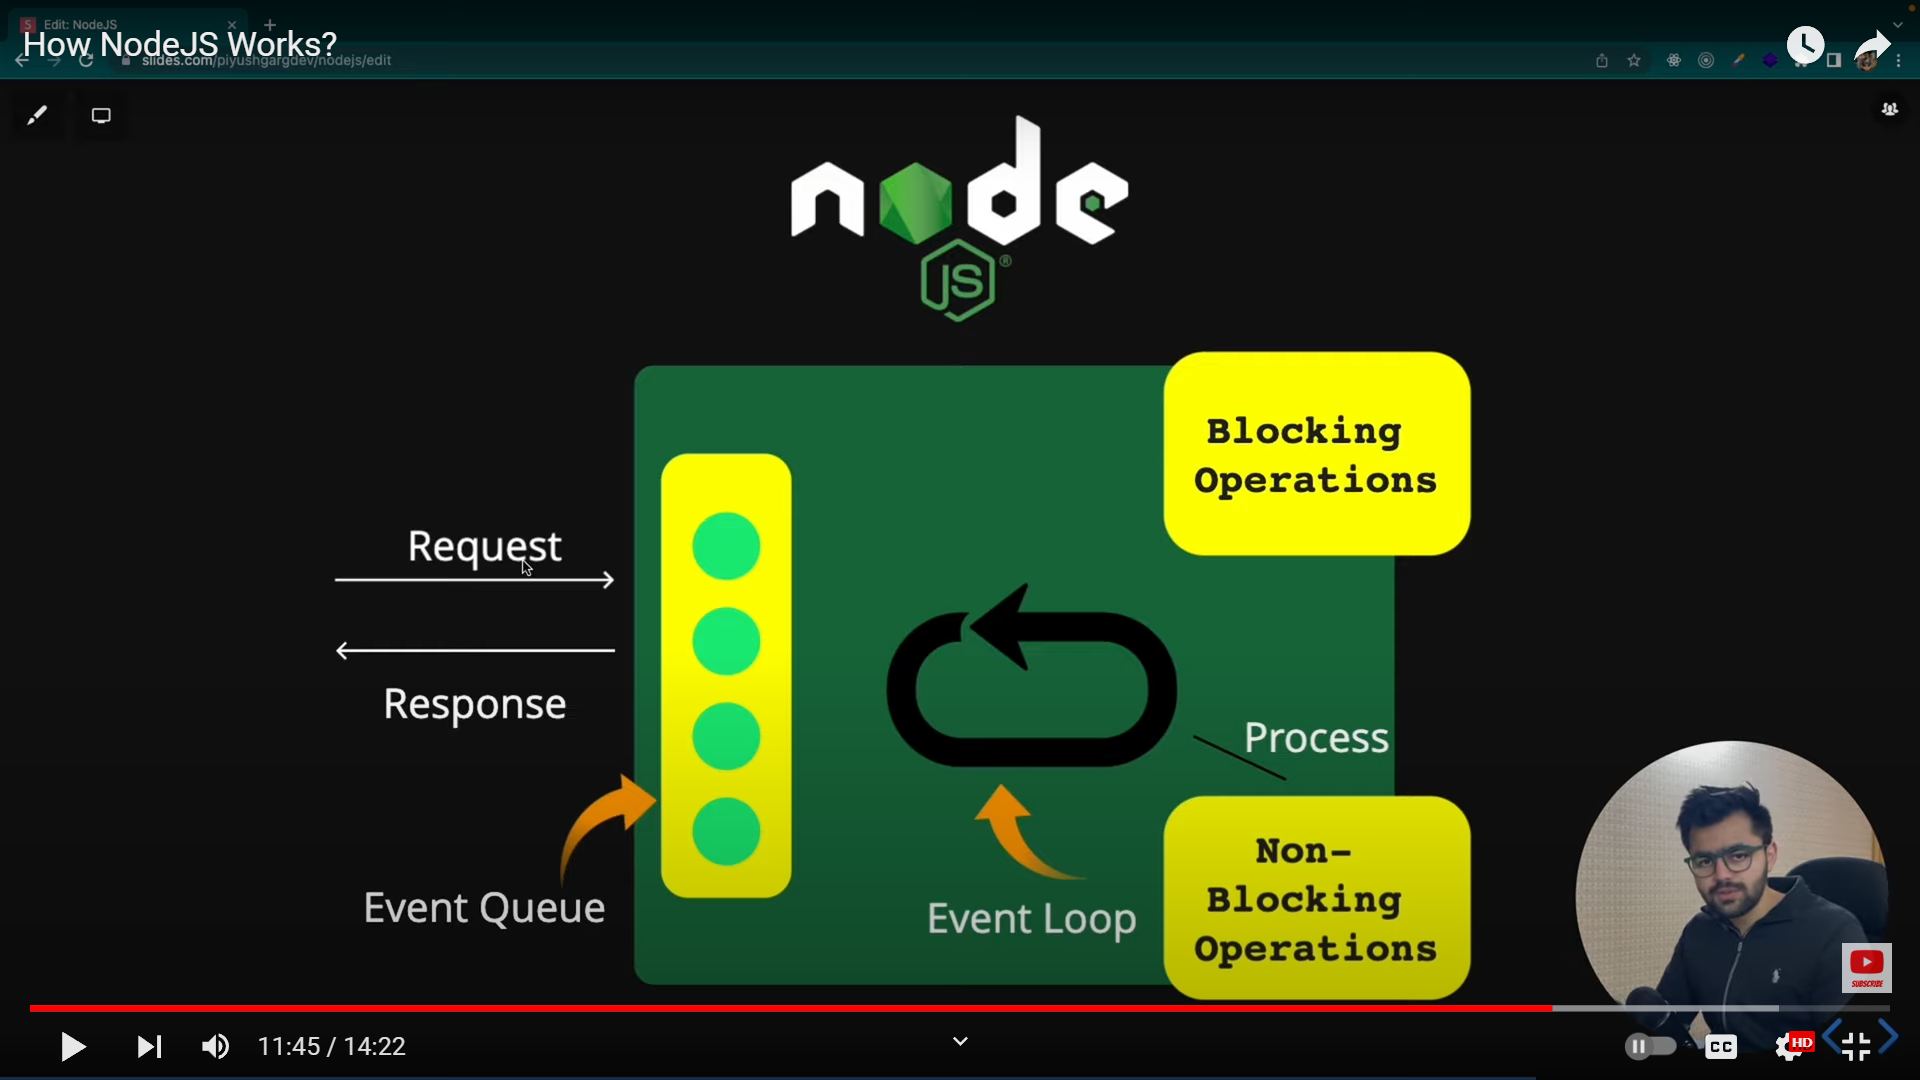 Edit: NodeJS
How NodeJS Works?
slides.com/piyushgargdev/nodejs/edit
node
JS®
Blocking
Operations
Request
Response
Process
Event Queue
Event Loop
Non-
Blocking
Operations
SUBSCRIBE
11:45 / 14:22
CC
HD